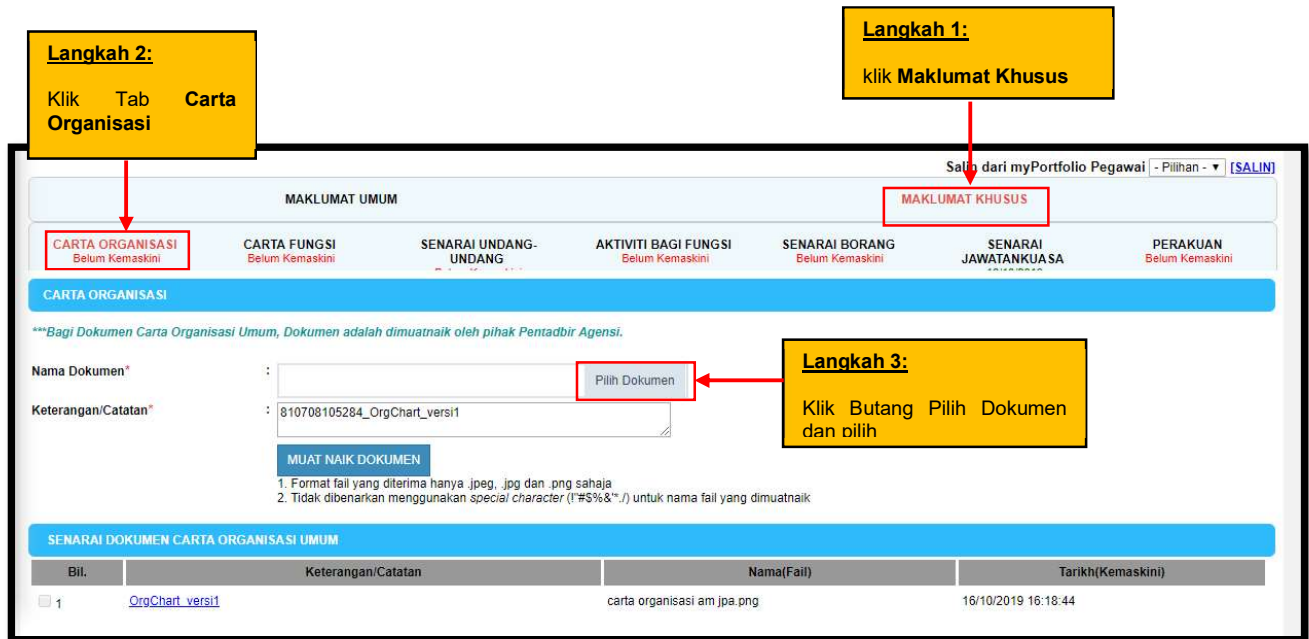 Langkah 2:
Klik Tab Carta
Organisasi
Langkah 1:
klik Maklumat Khusus
Salin dari myPortfolio Pegawai - Pilihan - [SALIN]
MAKLUMAT UMUM
MAKLUMAT KHUSUS
CARTA ORGANISASI
Belum Kemaskini
CARTA FUNGSI
Belum Kemaskini
SENARAI UNDANG-
UNDANG
AKTIVITI BAGI FUNGSI
Belum Kemaskini
SENARAI BORANG
Belum Kemaskini
SENARAI
JAWATANKUASA
PERAKUAN
Belum Kemaskini
CARTA ORGANISASI
***Bagi Dokumen Carta Organisasi Umum, Dokumen adalah dimuatnaik oleh pihak Pentadbir Agensi.
Nama Dokumen* : Pilih Dokumen
Langkah 3:
Klik Butang Pilih Dokumen
dan pilih
Keterangan/Catatan* : 810708105284_OrgChart_versi1
MUAT NAIK DOKUMEN
1. Format fail yang diterima hanya .jpeg, .jpg dan .png sahaja
2. Tidak dibenarkan menggunakan special character (!"#$%&'*./) untuk nama fail yang dimuatnaik
SENARAI DOKUMEN CARTA ORGANISASI UMUM
Bil. Keterangan/Catatan Nama(Fail) Tarikh(Kemaskini)
1 OrgChart_versi1 carta organisasi am jpa.png 16/10/2019 16:18:44